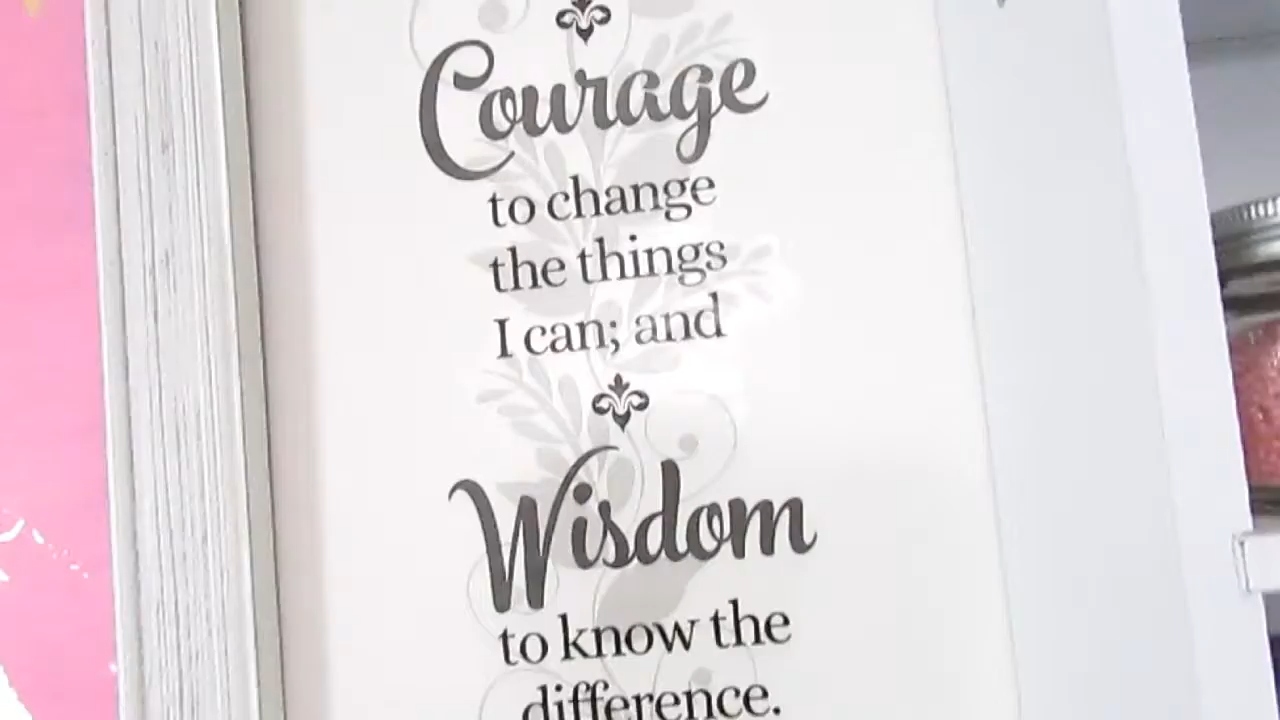 Courage
to change
the things
I can; and
Wisdom
to know the
difference.